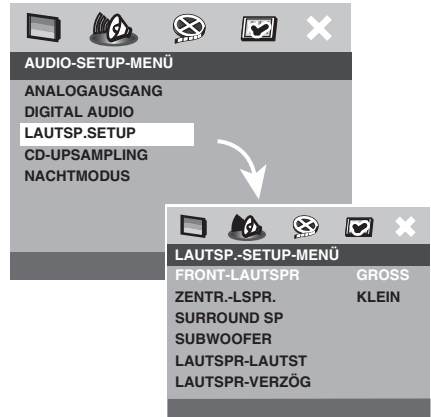 AUDIO-SETUP-MENÜ
ANALOGAUSGANG
DIGITAL AUDIO
LAUTSP.SETUP
CD-UPSAMPLING
NACHTMODUS
LAUTSP.-SETUP-MENÜ
FRONT-LAUTSPR GROSS
ZENTR.-LSPR. KLEIN
SURROUND SP
SUBWOOFER
LAUTSPR-LAUTST
LAUTSPR-VERZÖG